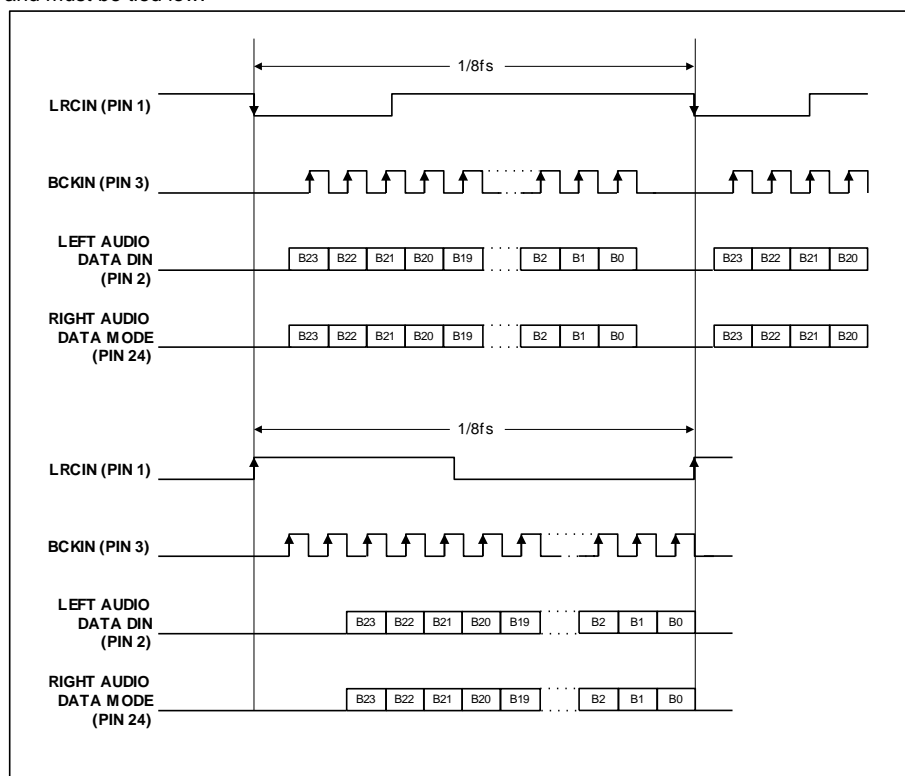 and must be tied low.
1/8fs
LRCIN (PIN 1)
BCKIN (PIN 3)
LEFT AUDIO
DATA DIN
(PIN 2)
B23 B22 B21 B20 B19 B2 B1 B0 B23 B22 B21 B20
RIGHT AUDIO
DATA MODE
(PIN 24)
B23 B22 B21 B20 B19 B2 B1 B0 B23 B22 B21 B20
1/8fs
LRCIN (PIN 1)
BCKIN (PIN 3)
LEFT AUDIO
DATA DIN
(PIN 2)
B23 B22 B21 B20 B19 B2 B1 B0
RIGHT AUDIO
DATA MODE
(PIN 24)
B23 B22 B21 B20 B19 B2 B1 B0